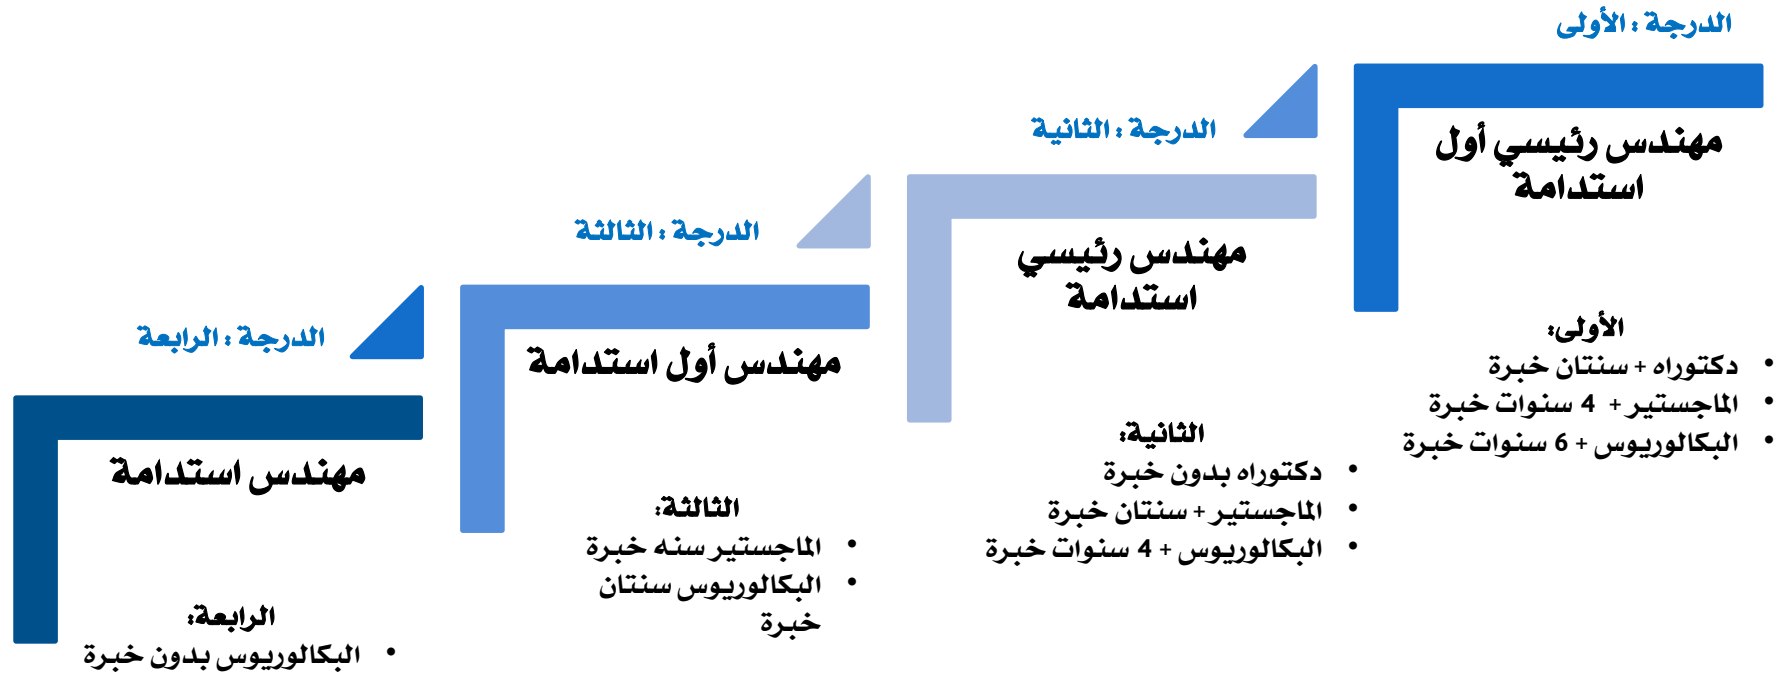 الدرجة : الأولى
مهندس رئيسي أول
استدامة
الأولى:
• دكتوراه + سنتان خبرة
• الماجستير + 4 سنوات خبرة
• البكالوريوس + 6 سنوات خبرة
الدرجة : الثانية
مهندس رئيسي
استدامة
الثانية:
• دكتوراه بدون خبرة
• الماجستير + سنتان خبرة
• البكالوريوس + 4 سنوات خبرة
الدرجة : الثالثة
مهندس أول استدامة
الثالثة:
• الماجستير سنه خبرة
• البكالوريوس سنتان
خبرة
الدرجة : الرابعة
مهندس استدامة
الرابعة:
• البكالوريوس بدون خبرة